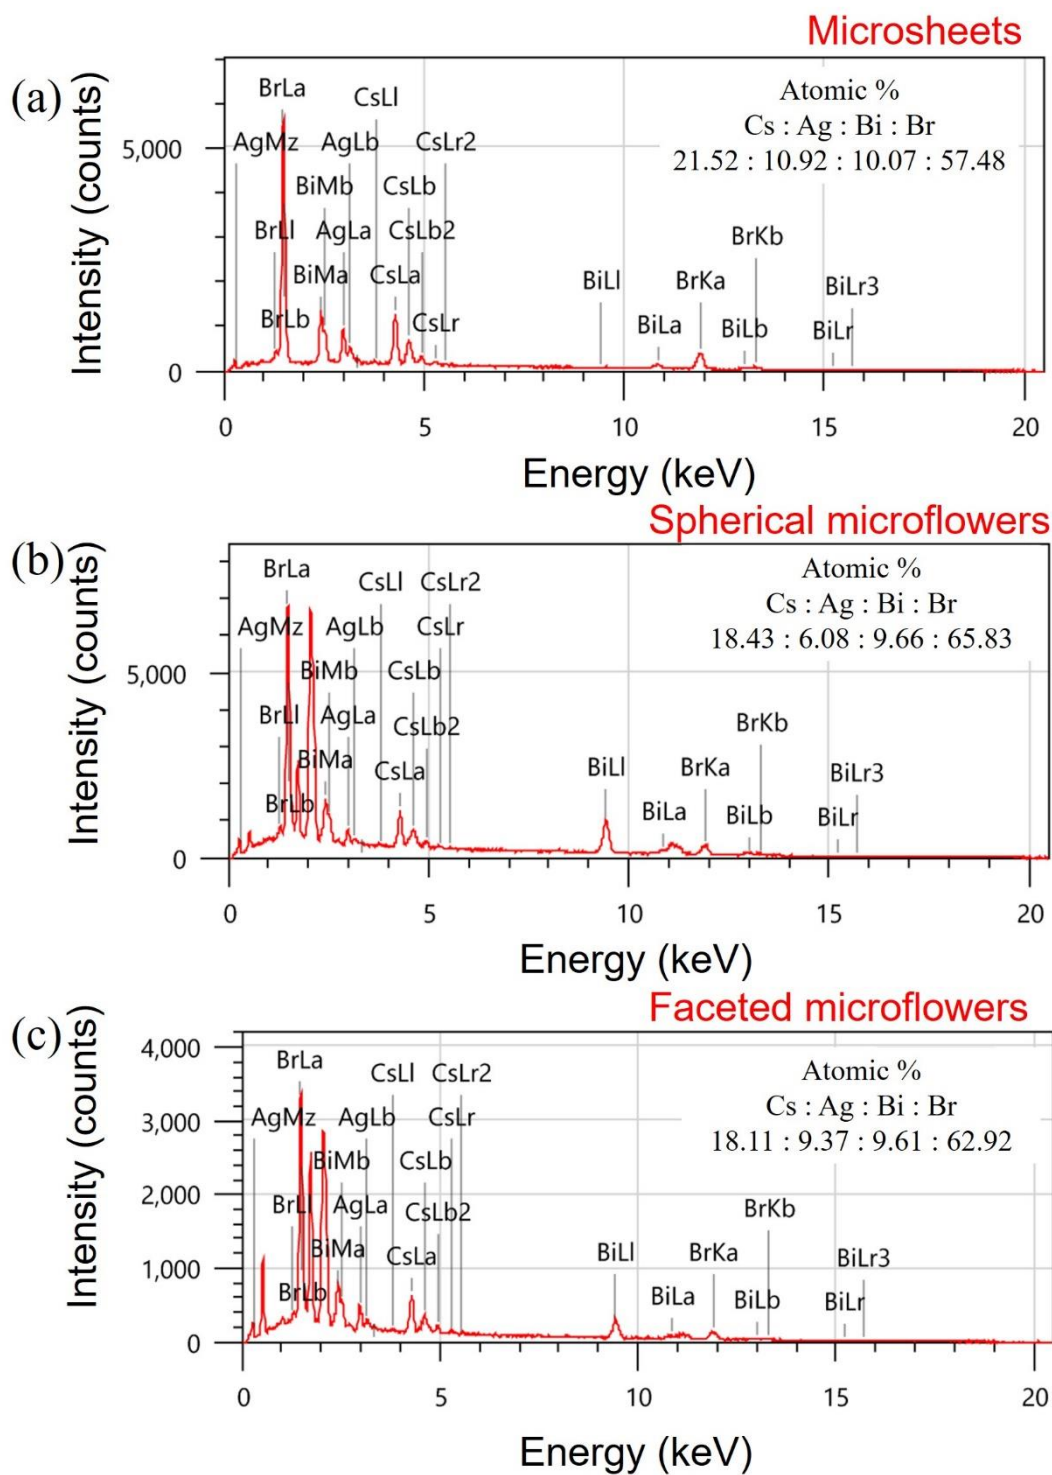 Microsheets
(a)
Intensity (counts)
5,000
0
BrLa
CsLl
AgMz
AgLb
CsLr2
BiMb
CsLb
BrLl
AgLa
CsLb2
BiMa
CsLa
BrLb
CsLr
BiLl
BrKa
BrKb
BiLa
BiLb
BiLr3
BiLr
Atomic %
Cs : Ag : Bi : Br
21.52 : 10.92 : 10.07 : 57.48
0 5 10 15 20
Energy (keV)
Spherical microflowers
(b)
Intensity (counts)
5,000
0
BrLa
CsLl
CsLr2
AgMz
AgLb
CsLr
BiMb
CsLb
BrLl
AgLa
CsLb2
BiMa
CsLa
BrLb
BiLl
BrKa
BrKb
BiLa
BiLb
BiLr3
BiLr
Atomic %
Cs : Ag : Bi : Br
18.43 : 6.08 : 9.66 : 65.83
0 5 10 15 20
Energy (keV)
Faceted microflowers
(c)
Intensity (counts)
4,000
3,000
2,000
1,000
0
BrLa
CsLl
CsLr2
AgMz
AgLb
CsLr
BiMb
CsLb
BrLl
AgLa
CsLb2
BiMa
CsLa
BrLb
BiLl
BrKa
BrKb
BiLa
BiLb
BiLr3
BiLr
Atomic %
Cs : Ag : Bi : Br
18.11 : 9.37 : 9.61 : 62.92
0 5 10 15 20
Energy (keV)